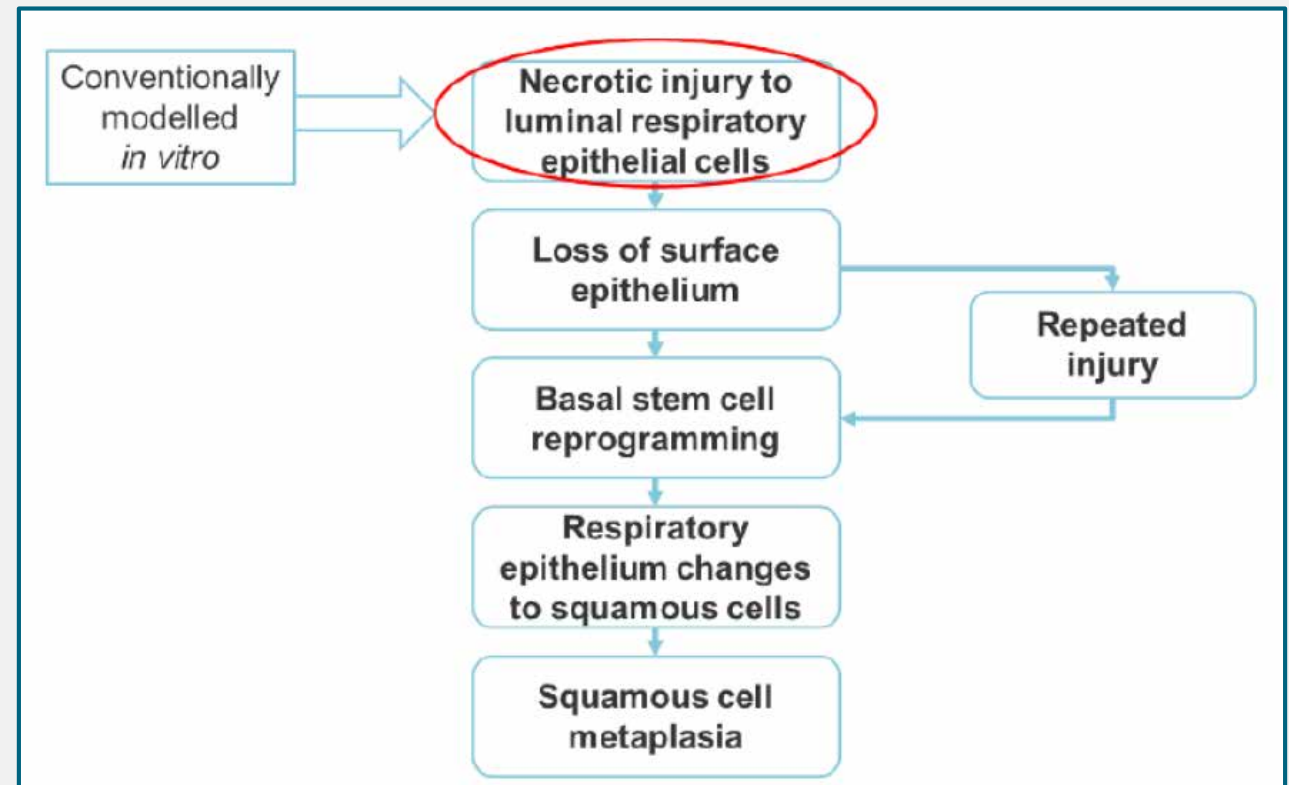 Conventionally
modelled
in vitro
Necrotic injury to
luminal respiratory
epithelial cells
Loss of surface
epithelium
Repeated
injury
Basal stem cell
reprogramming
Respiratory
epithelium changes
to squamous cells
Squamous cell
metaplasia